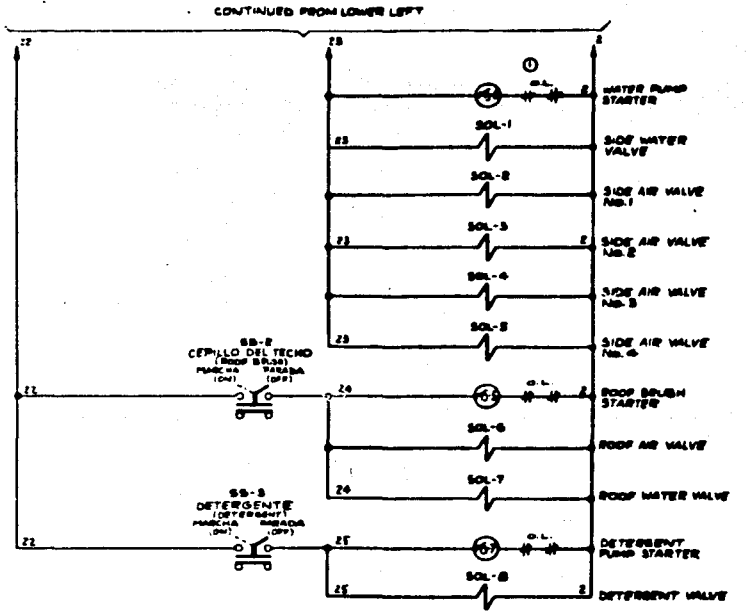 CONTINUED FROM LOWER LEFT
22
23
2
1
O.L.
2
WATER PUMP
STARTER
SOL-1
23
SIDE WATER
VALVE
SOL-2
SIDE AIR VALVE
No.1
SOL-3
23
2
SIDE AIR VALVE
No.2
SOL-4
SIDE AIR VALVE
No.3
SOL-5
23
SIDE AIR VALVE
No.4
SS-2
CEPILLO DEL TECHO
(ROOF BRUSH)
MARCHA PARADA
(ON) (OFF)
22
24
O.L.
2
ROOF BRUSH
STARTER
SOL-6
ROOF AIR VALVE
SOL-7
24
ROOF WATER VALVE
SS-3
DETERGENTE
(DETERGENT)
MARCHA PARADA
(ON) (OFF)
22
25
O.L.
DETERGENT
PUMP STARTER
SOL-8
25
2
DETERGENT VALVE